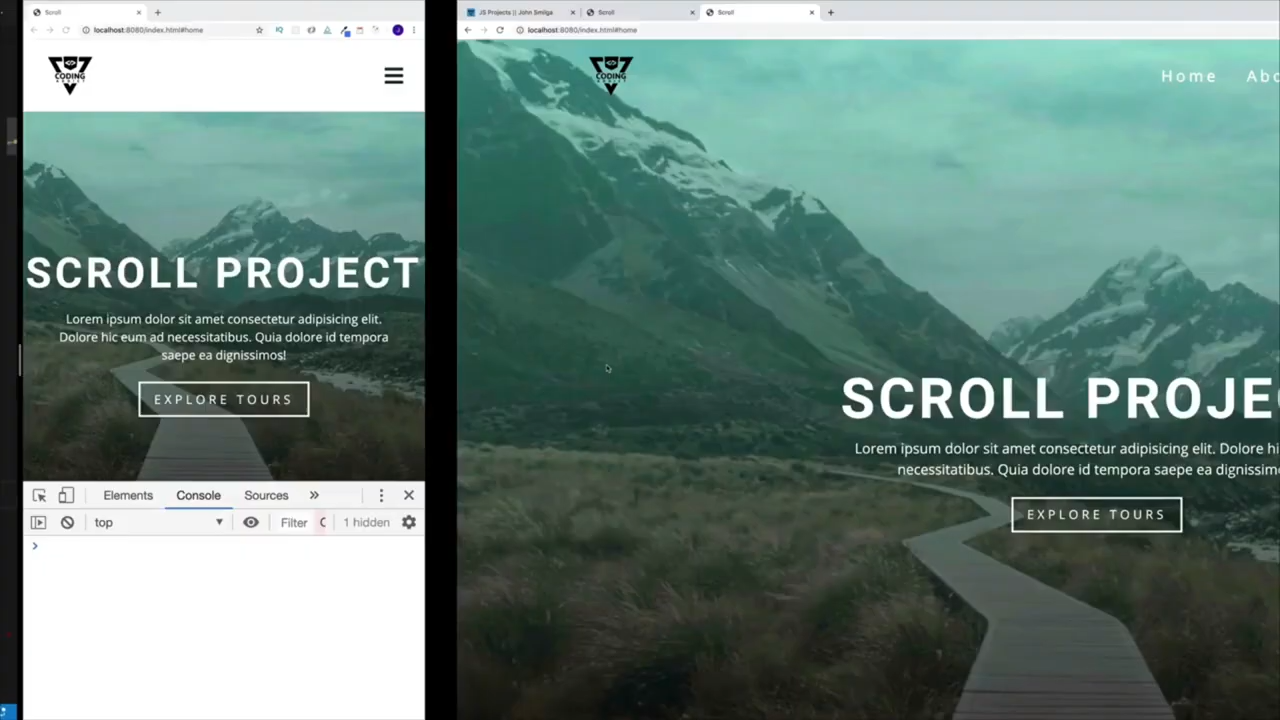 Scroll
localhost:8080/index.html#home
CODING
ADDICT
SCROLL PROJECT
Lorem ipsum dolor sit amet consectetur adipisicing elit.
Dolore hic eum ad necessitatibus. Quia dolore id tempora
saepe ea dignissimos!
EXPLORE TOURS
Elements
Console
Sources
top
Filter
1 hidden
JS Projects || John Smilga
Scroll
Scroll
localhost:8080/index.html#home
CODING
ADDICT
Home
Abo
SCROLL PROJE
Lorem ipsum dolor sit amet consectetur adipisicing elit. Dolore hi
necessitatibus. Quia dolore id tempora saepe ea dignissim
EXPLORE TOURS